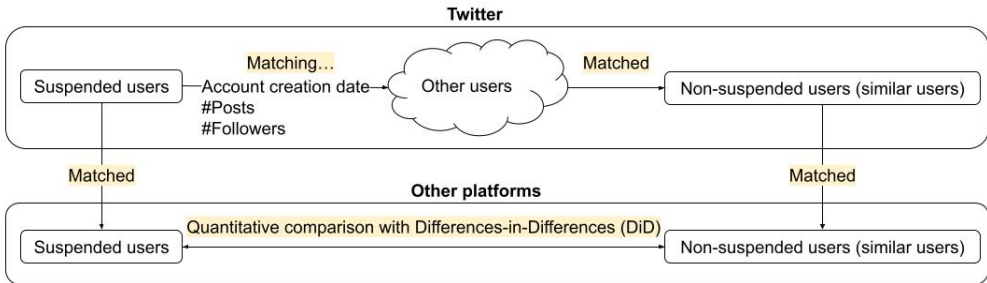 Twitter
Matching…
Matched
Suspended users
Account creation date
#Posts
#Followers
Other users
Non-suspended users (similar users)
Matched
Matched
Other platforms
Quantitative comparison with Differences-in-Differences (DiD)
Suspended users
Non-suspended users (similar users)